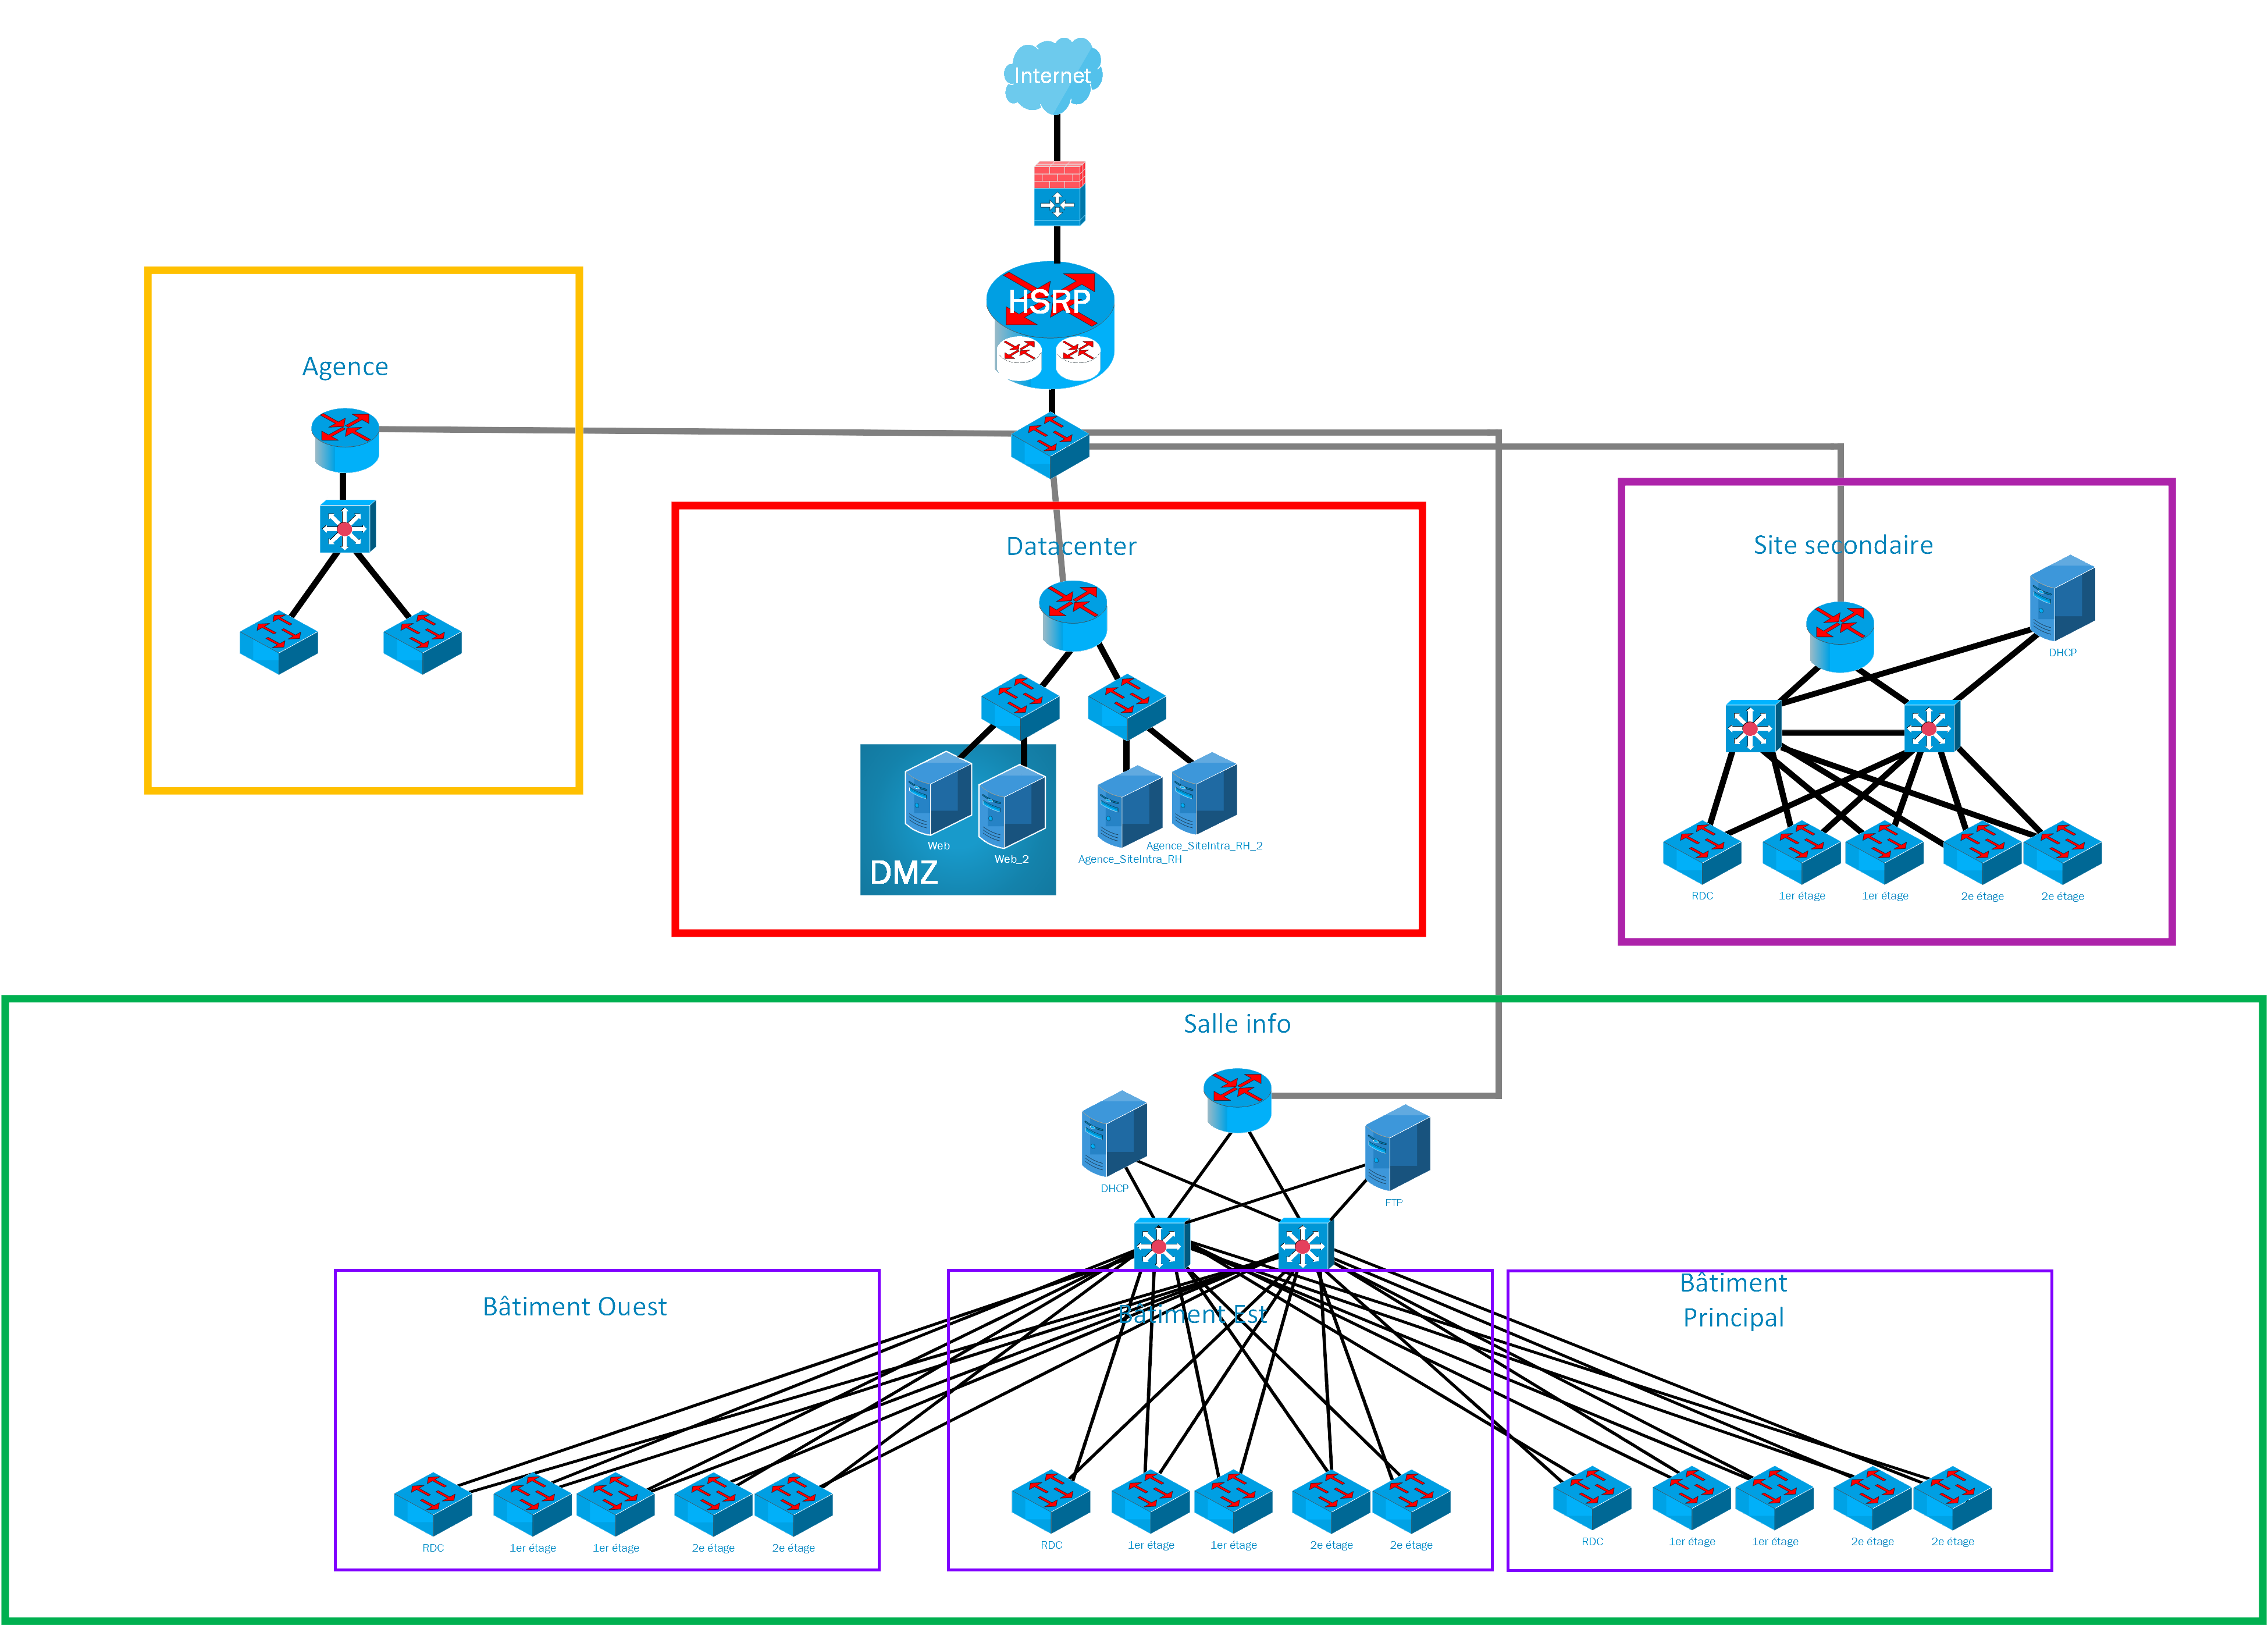 Internet
HSRP
Agence
Datacenter
Site secondaire
DHCP
Web
Web_2
DMZ
Agence_SiteIntra_RH_2
Agence_SiteIntra_RH
RDC
1er étage
1er étage
2e étage
2e étage
Salle info
DHCP
FTP
Bâtiment Ouest
Bâtiment Est
Bâtiment
Principal
RDC
1er étage
1er étage
2e étage
2e étage
RDC
1er étage
1er étage
2e étage
2e étage
RDC
1er étage
1er étage
2e étage
2e étage